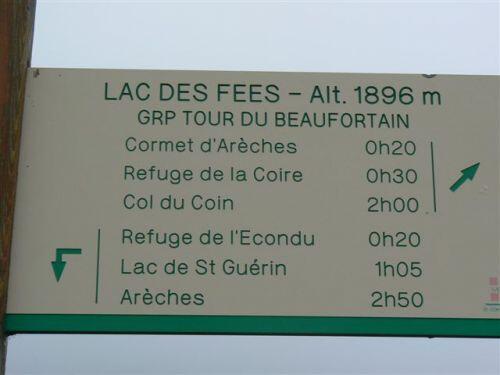 LAC DES FEES - Alt. 1896 m
GRP TOUR DU BEAUFORTAIN
Cormet d'Arèches 0h20
Refuge de la Coire 0h30
Col du Coin 2h00
Refuge de l'Econdu 0h20
Lac de St Guérin 1h05
Arèches 2h50